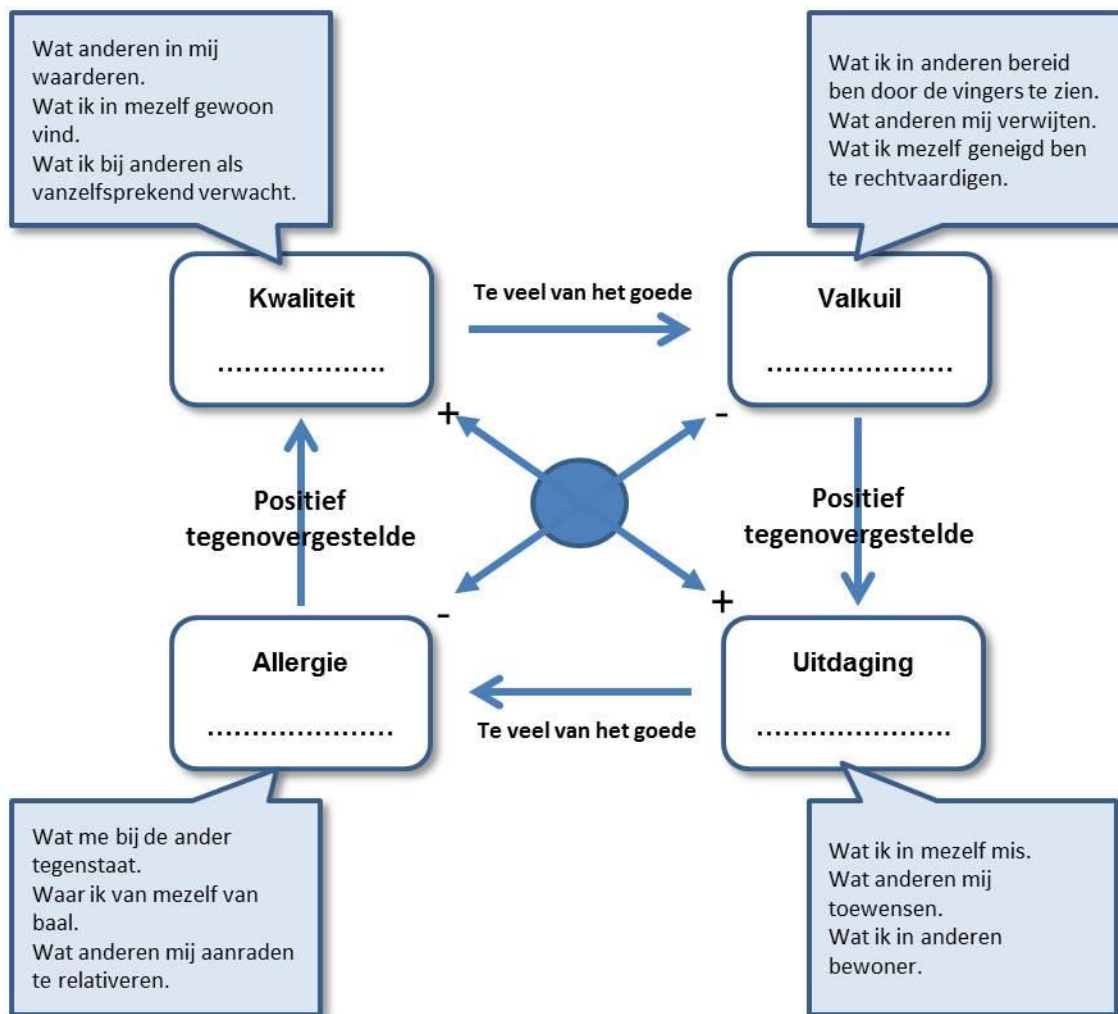 Wat anderen in mij
waarderen.
Wat ik in mezelf gewoon
vind.
Wat ik bij anderen als
vanzelfsprekend verwacht.
Wat ik in anderen bereid
ben door de vingers te zien.
Wat anderen mij verwijten.
Wat ik mezelf geneigd ben
te rechtvaardigen.
Kwaliteit
...................
Te veel van het goede
Valkuil
.....................
+
-
Positief
tegenovergestelde
Positief
tegenovergestelde
-
+
Allergie
.....................
Te veel van het goede
Uitdaging
......................
Wat me bij de ander
tegenstaat.
Waar ik van mezelf van
baal.
Wat anderen mij aanraden
te relativeren.
Wat ik in mezelf mis.
Wat anderen mij
toewensen.
Wat ik in anderen
bewoner.